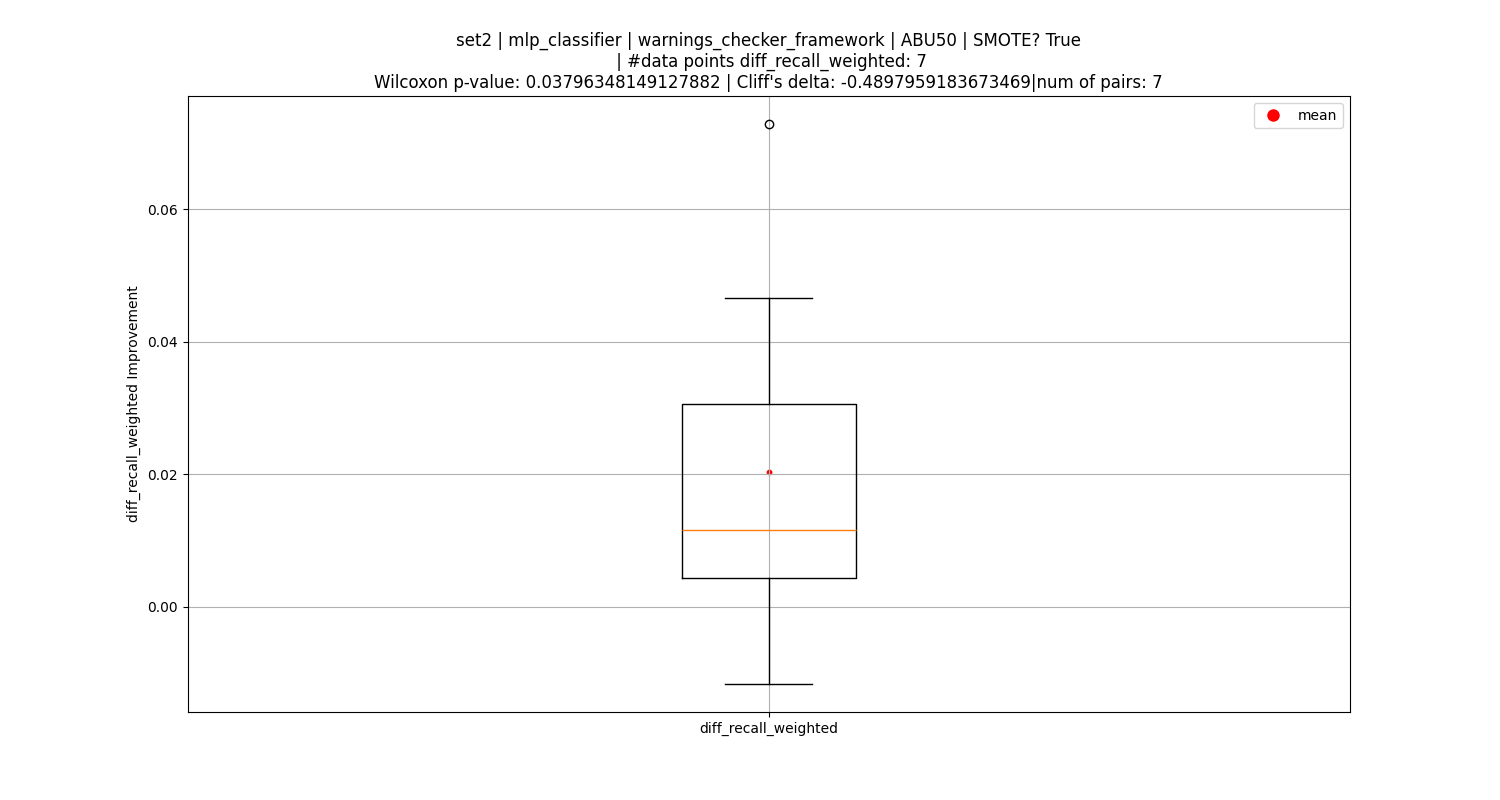 set2 | mlp_classifier | warnings_checker_framework | ABU50 | SMOTE? True
| #data points diff_recall_weighted: 7
Wilcoxon p-value: 0.03796348149127882 | Cliff's delta: -0.4897959183673469|num of pairs: 7
mean
0.06
0.04
0.02
0.00
diff_recall_weighted Improvement
diff_recall_weighted